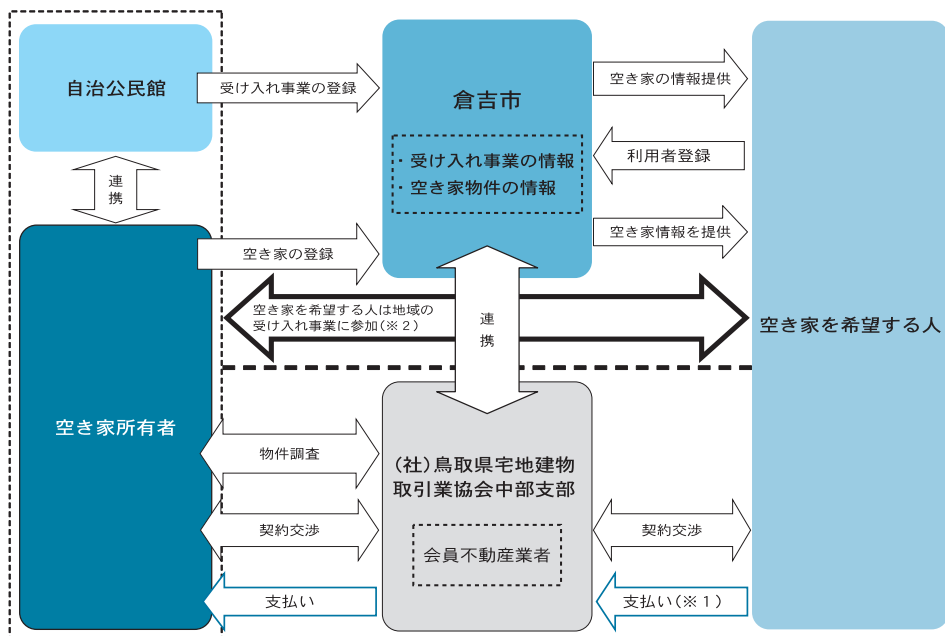 自治公民館
受け入れ事業の登録
倉吉市
・受け入れ事業の情報
・空き家物件の情報
空き家の情報提供
利用者登録
連携
空き家の登録
空き家情報を提供
空き家を希望する人は地域の
受け入れ事業に参加(※２)
連携
空き家を希望する人
空き家所有者
物件調査
(社)鳥取県宅地建物
取引業協会中部支部
契約交渉
会員不動産業者
契約交渉
支払い
支払い(※１)